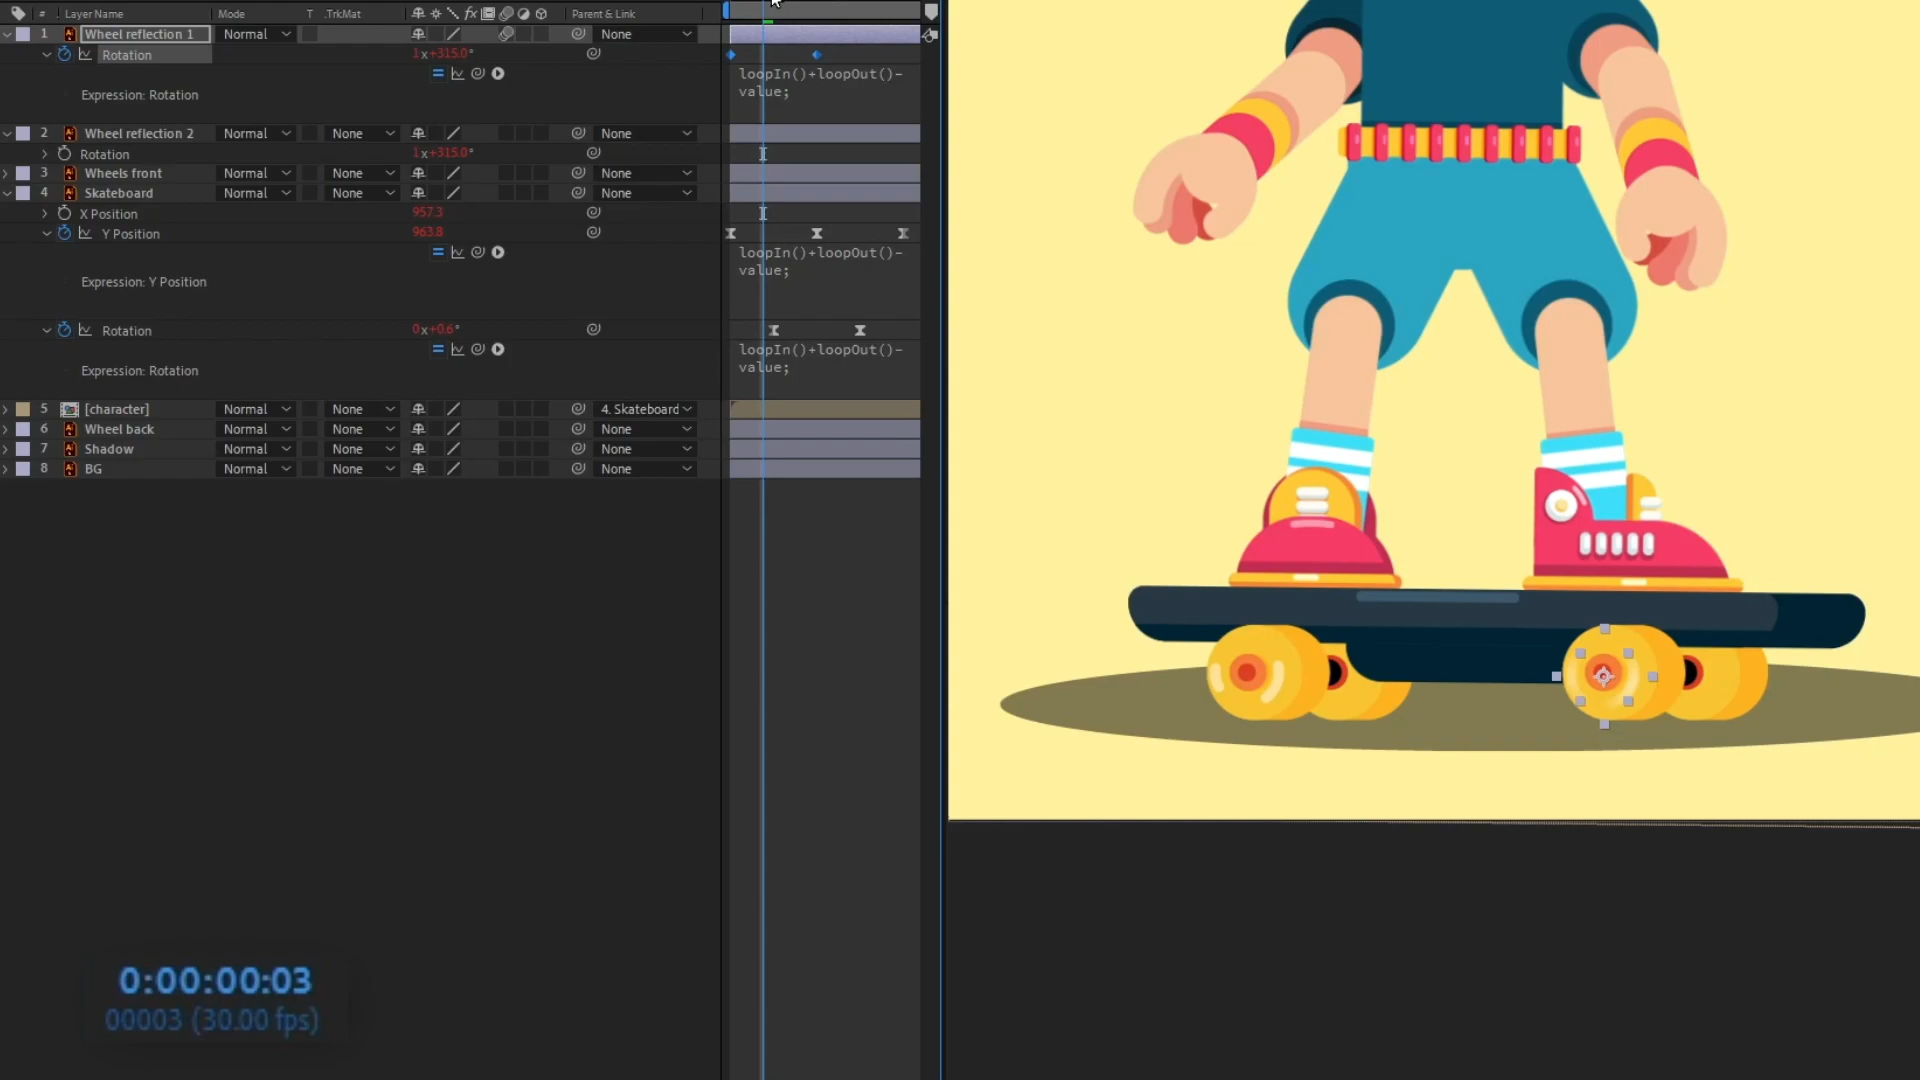 # Layer Name Mode T .TrkMat fx Parent & Link
1 Wheel reflection 1 Normal None
Rotation 1x+315.0°
loopIn()+loopOut()-
value;
Expression: Rotation
2 Wheel reflection 2 Normal None None
Rotation 1x+315.0°
3 Wheels front Normal None None
4 Skateboard Normal None None
X Position 957.3
Y Position 963.8
loopIn()+loopOut()-
value;
Expression: Y Position
Rotation 0x+0.6°
loopIn()+loopOut()-
value;
Expression: Rotation
5 [character] Normal None 4. Skateboard
6 Wheel back Normal None None
7 Shadow Normal None None
8 BG Normal None None
0:00:00:03
00003 (30.00 fps)